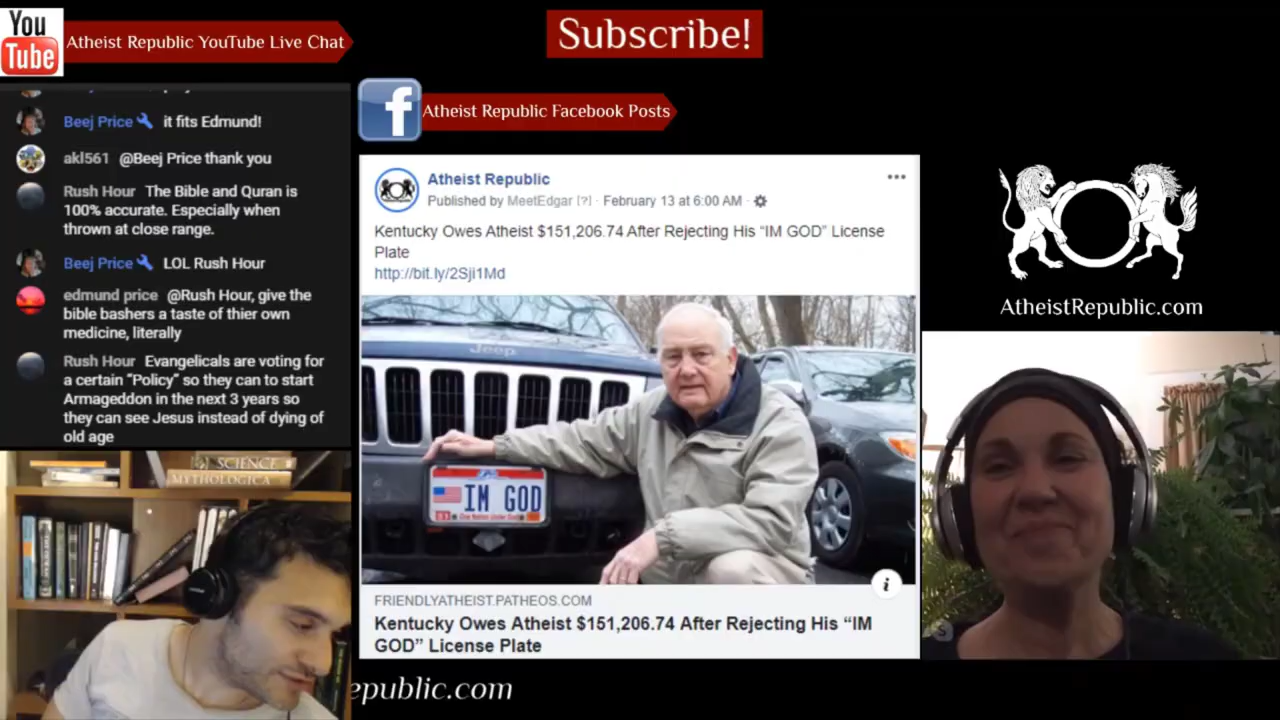 You
Tube
Atheist Republic YouTube Live Chat
Subscribe!
Beej Price it fits Edmund!
akl561 @Beej Price thank you
Rush Hour The Bible and Quran is
100% accurate. Especially when
thrown at close range.
Beej Price LOL Rush Hour
edmund price @Rush Hour, give the
bible bashers a taste of thier own
medicine, literally
Rush Hour Evangelicals are voting for
a certain “Policy” so they can to start
Armageddon in the next 3 years so
they can see Jesus instead of dying of
old age
f
Atheist Republic Facebook Posts
Atheist Republic
Published by MeetEdgar [?] · February 13 at 6:00 AM ·
Kentucky Owes Atheist $151,206.74 After Rejecting His “IM GOD” License
Plate
http://bit.ly/2Sji1Md
Jeep
IM GOD
One Nation Under God
i
FRIENDLYATHEIST.PATHEOS.COM
Kentucky Owes Atheist $151,206.74 After Rejecting His “IM
GOD” License Plate
AtheistRepublic.com
SCIENCE
MYTHOLOGICA
epublic.com